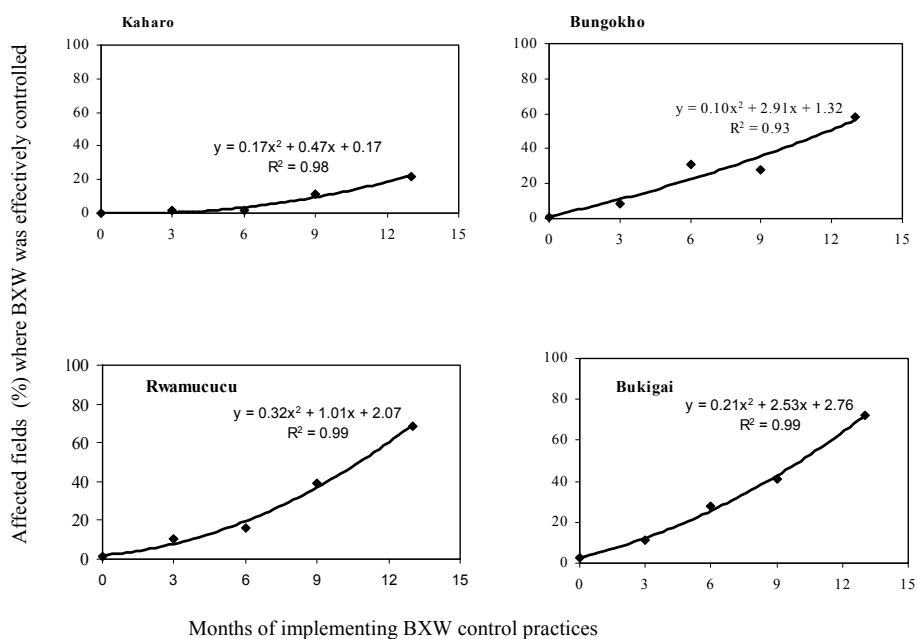 Affected fields (%) where BXW was effectively controlled
Kaharo
100
80
60
40
20
0
y = 0.17x² + 0.47x + 0.17
R² = 0.98
0 3 6 9 12 15
Bungokho
100
80
60
40
20
0
y = 0.10x² + 2.91x + 1.32
R² = 0.93
0 3 6 9 12 15
Rwamucucu
100
80
60
40
20
0
y = 0.32x² + 1.01x + 2.07
R² = 0.99
0 3 6 9 12 15
Bukigai
100
80
60
40
20
0
y = 0.21x² + 2.53x + 2.76
R² = 0.99
0 3 6 9 12 15
Months of implementing BXW control practices